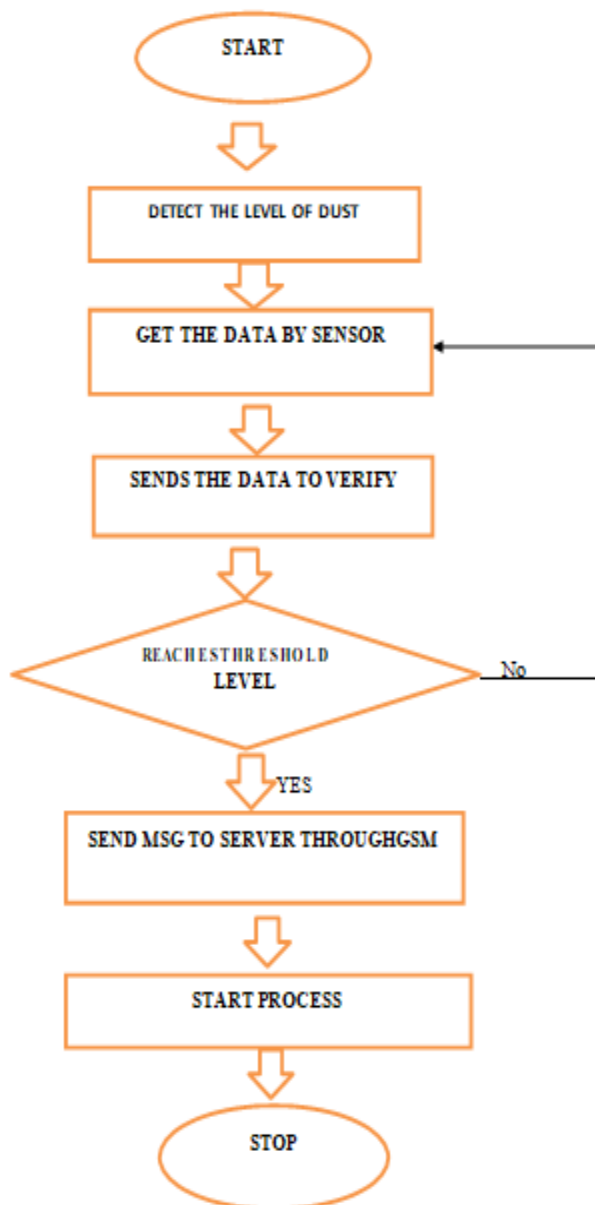 START
DETECT THE LEVEL OF DUST
GET THE DATA BY SENSOR
SENDS THE DATA TO VERIFY
REACHESTHRESHOLD
LEVEL
No
YES
SEND MSG TO SERVER THROUGHGSM
START PROCESS
STOP